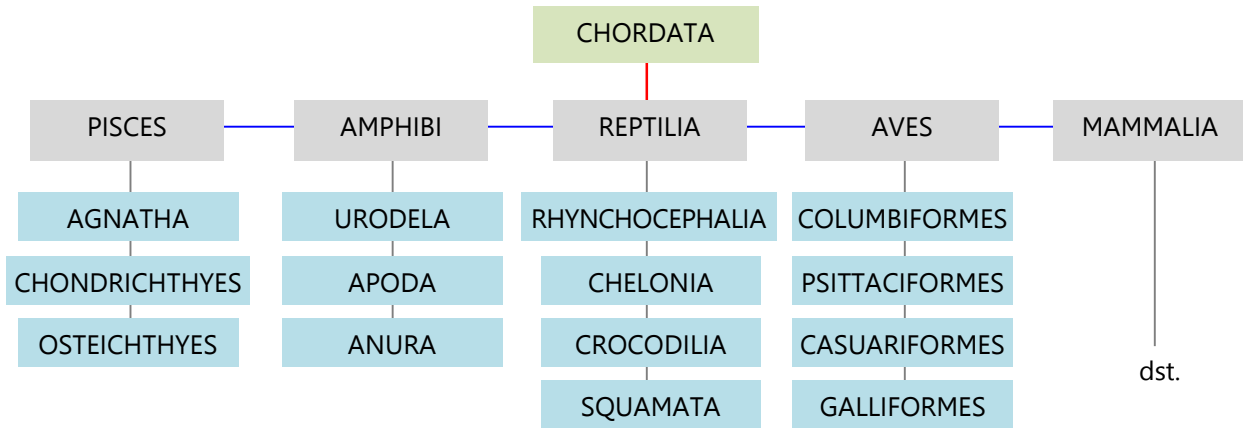 CHORDATA
PISCES
AMPHIBI
REPTILIA
AVES
MAMMALIA
AGNATHA
URODELA
RHYNCHOCEPHALIA
COLUMBIFORMES
CHONDRICHTHYES
APODA
CHELONIA
PSITTACIFORMES
OSTEICHTHYES
ANURA
CROCODILIA
CASUARIFORMES
dst.
SQUAMATA
GALLIFORMES